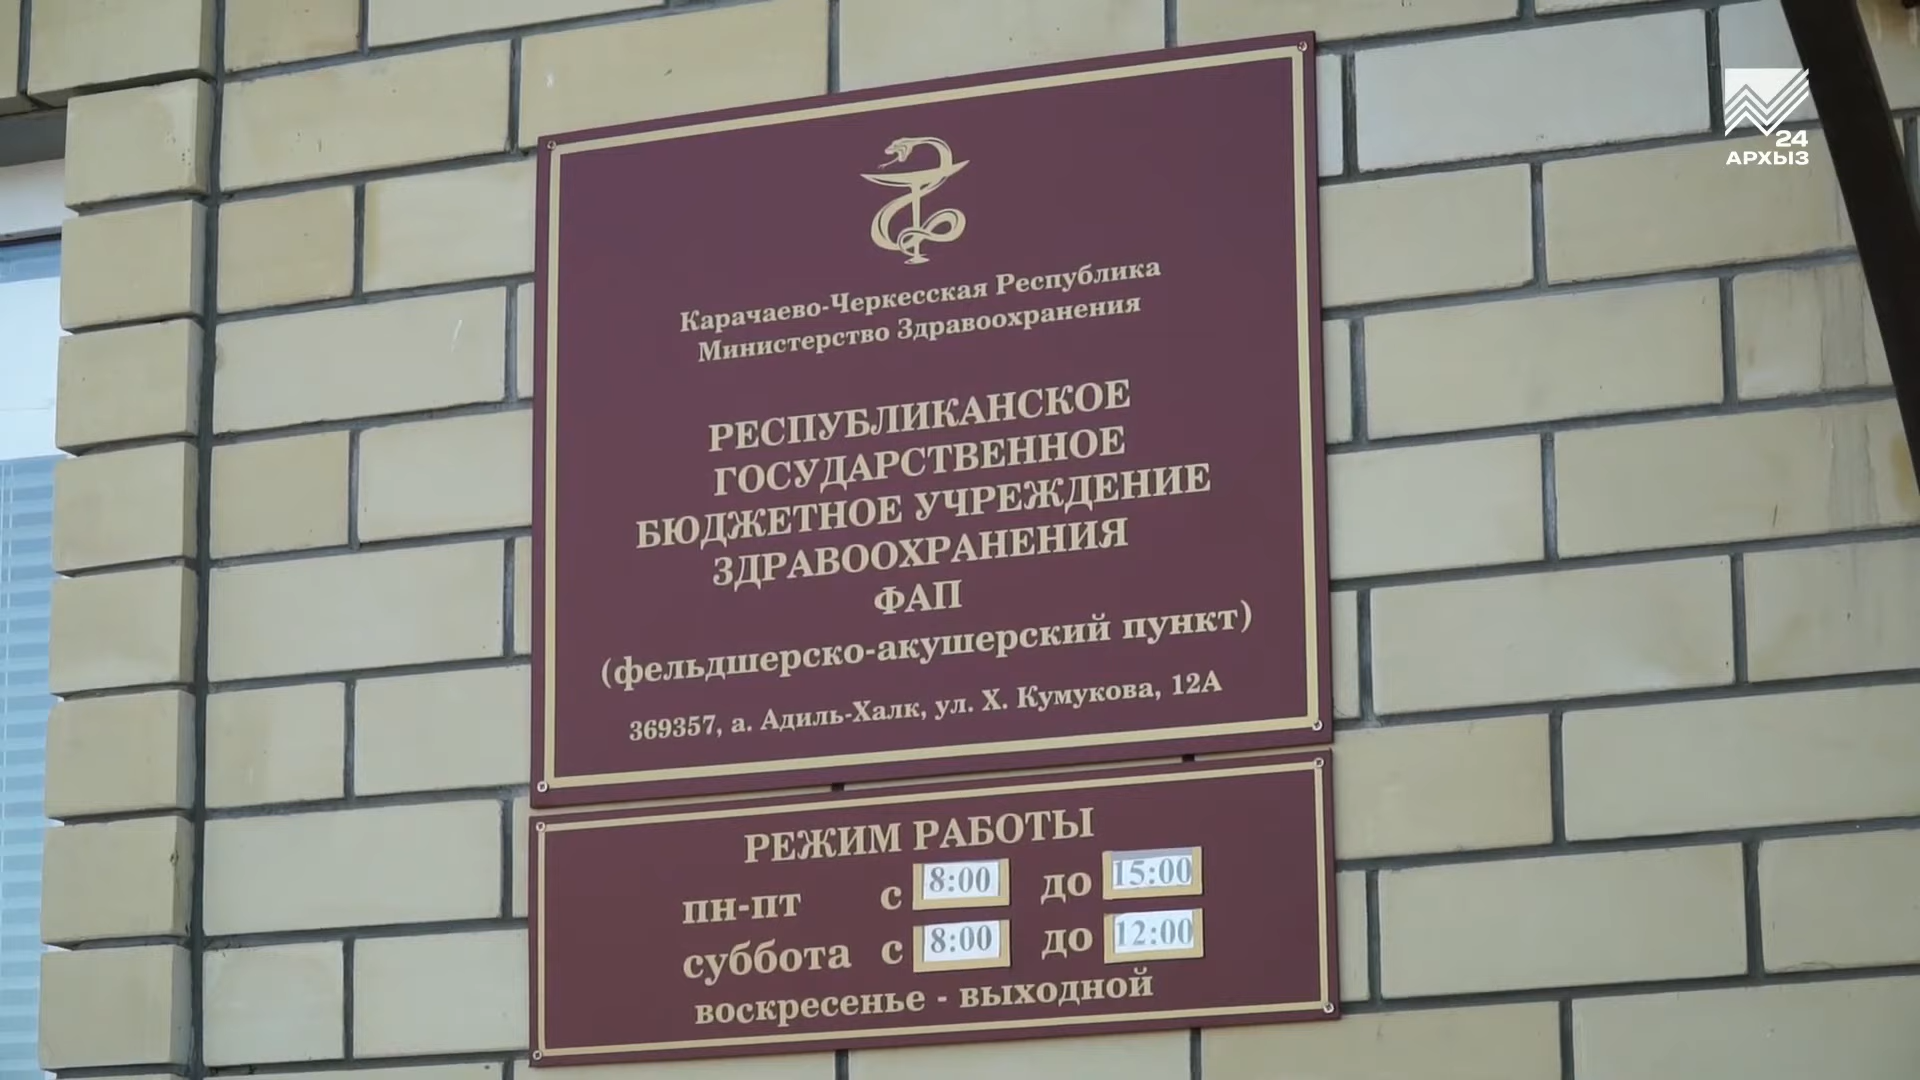 24
АРХЫЗ
Карачаево-Черкесская Республика
Министерство Здравоохранения
РЕСПУБЛИКАНСКОЕ
ГОСУДАРСТВЕННОЕ
БЮДЖЕТНОЕ УЧРЕЖДЕНИЕ
ЗДРАВООХРАНЕНИЯ
ФАП
(фельдшерско-акушерский пункт)
369357, а. Адиль-Халк, ул. Х. Кумукова, 12А
РЕЖИМ РАБОТЫ
пн-пт с 8:00 до 15:00
суббота с 8:00 до 12:00
воскресенье - выходной